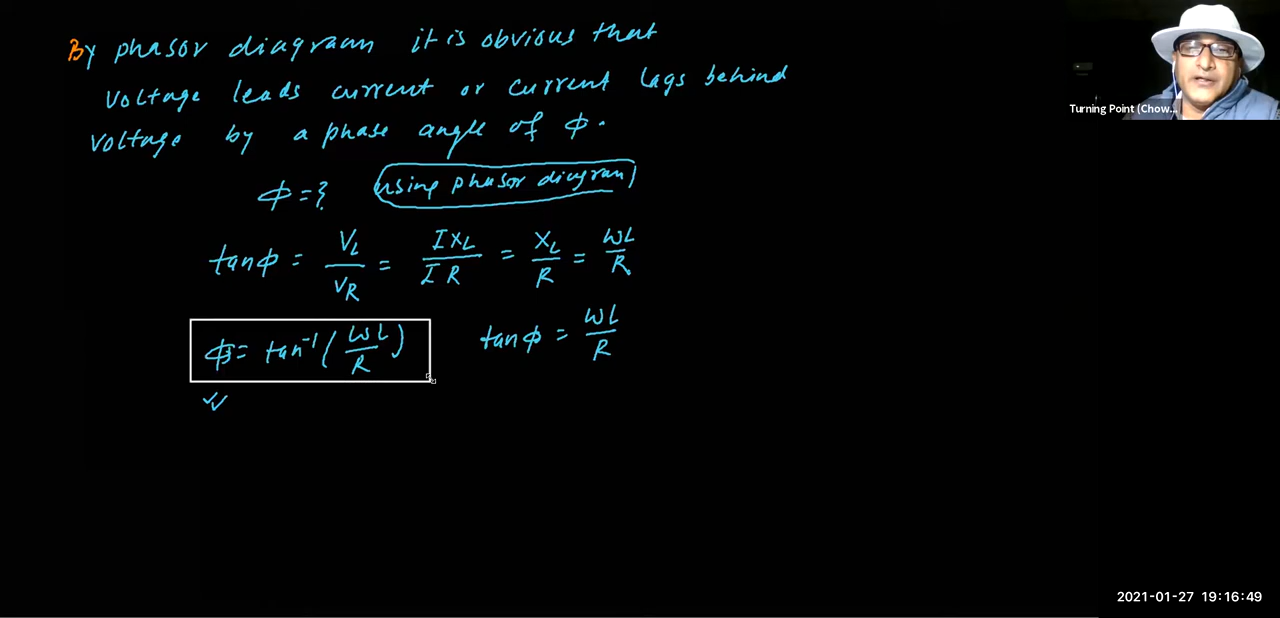 By phasor diagram it is obvious that
voltage leads current or current lags behind
voltage by a phase angle of φ.
φ = ? (using phasor diagram)
tanφ = V_L / V_R = I X_L / I R = X_L / R = ωL / R
φ = tan⁻¹ (ωL / R)   tanφ = ωL / R
Turning Point (Chow...
2021-01-27 19:16:49